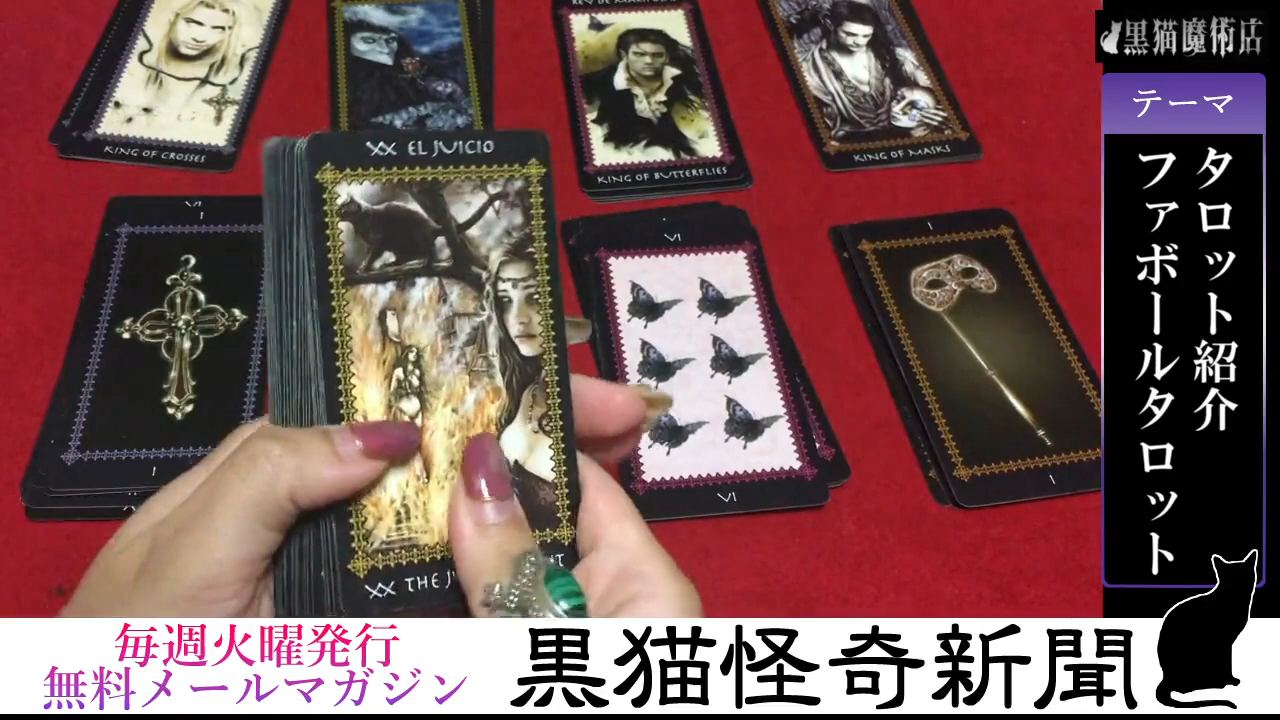 KING OF CROSSES
KING OF BUTTERFLIES
KING OF MASKS
黒猫魔術店
テーマ
タロット紹介
ファボールタロット
XX EL JUICIO
VI
I
VI
I
I
VI
I
XX THE J
毎週火曜発行
無料メールマガジン
黒猫怪奇新聞